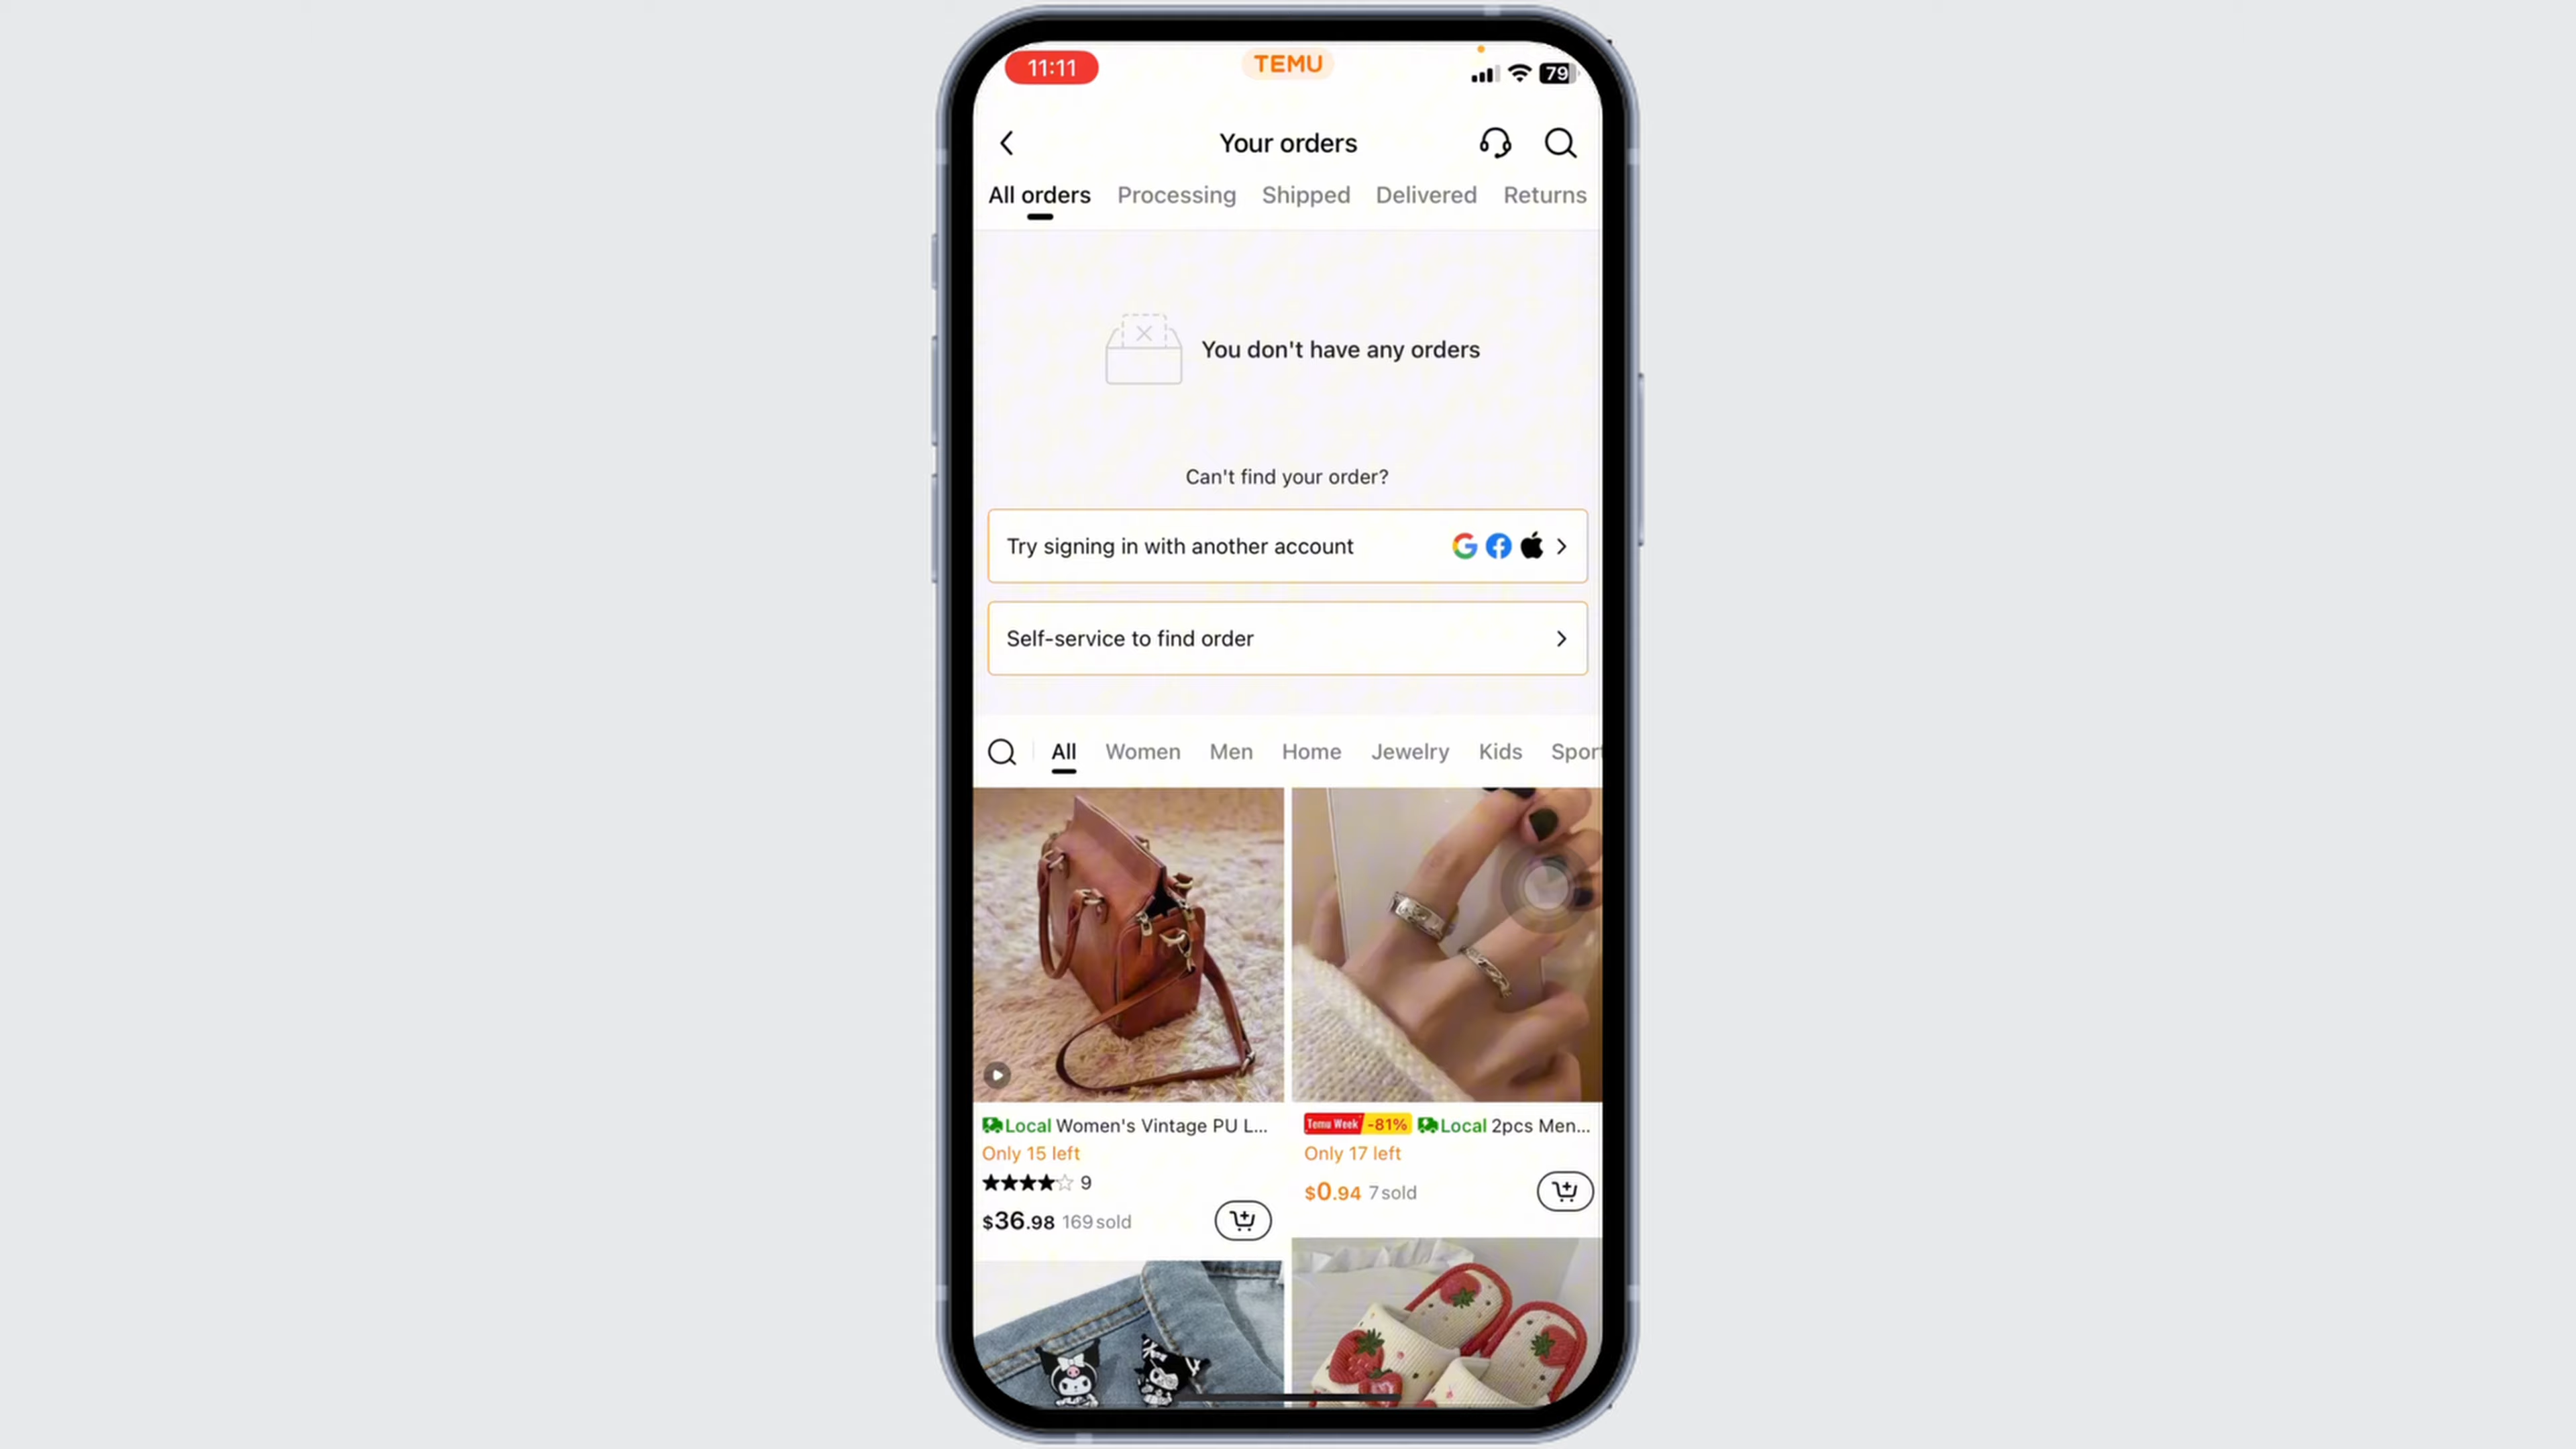 11:11
TEMU
79
Your orders
All orders Processing Shipped Delivered Returns
You don't have any orders
Can't find your order?
Try signing in with another account
Self-service to find order
All Women Men Home Jewelry Kids Spor
Local Women's Vintage PU L...
Only 15 left
9
$36.98 169 sold
Temu Week -81% Local 2pcs Men...
Only 17 left
$0.94 7 sold